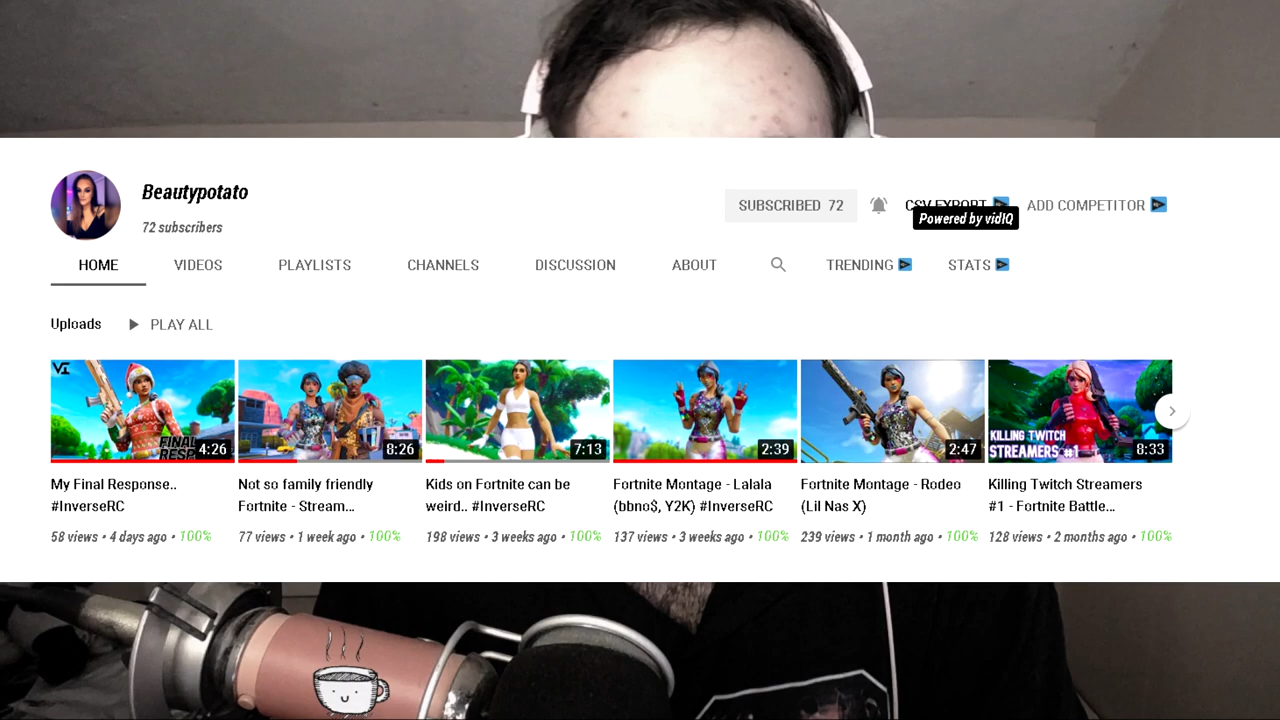 Beautypotato
72 subscribers
SUBSCRIBED 72
CSV EXPORT
ADD COMPETITOR
Powered by vidIQ
HOME VIDEOS PLAYLISTS CHANNELS DISCUSSION ABOUT TRENDING STATS
Uploads PLAY ALL
VI
FINAL
RESP
4:26
8:26
7:13
2:39
2:47
KILLING TWITCH
STREAMERS #1
8:33
My Final Response..
#InverseRC
58 views • 4 days ago • 100%
Not so family friendly
Fortnite - Stream...
77 views • 1 week ago • 100%
Kids on Fortnite can be
weird.. #InverseRC
198 views • 3 weeks ago • 100%
Fortnite Montage - Lalala
(bbno$, Y2K) #InverseRC
137 views • 3 weeks ago • 100%
Fortnite Montage - Rodeo
(Lil Nas X)
239 views • 1 month ago • 100%
Killing Twitch Streamers
#1 - Fortnite Battle...
128 views • 2 months ago • 100%